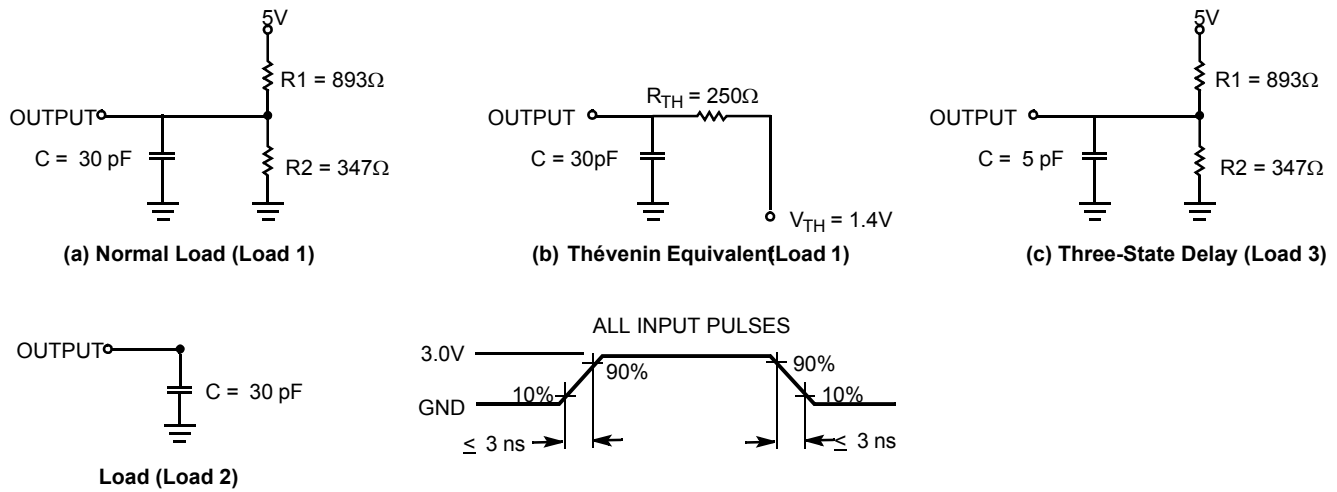 5V
R1 = 893Ω
OUTPUT
C = 30 pF
R2 = 347Ω
(a) Normal Load (Load 1)
RTH = 250Ω
OUTPUT
C = 30pF
VTH = 1.4V
(b) Thévenin Equivalent(Load 1)
5V
R1 = 893Ω
OUTPUT
C = 5 pF
R2 = 347Ω
(c) Three-State Delay (Load 3)
OUTPUT
C = 30 pF
Load (Load 2)
ALL INPUT PULSES
3.0V
90%
90%
10%
10%
GND
≤ 3 ns
≤ 3 ns